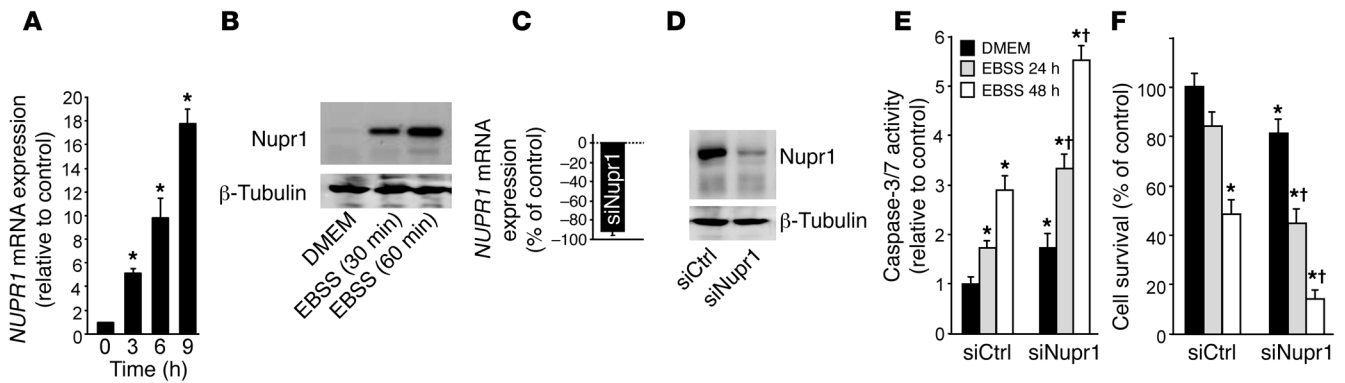 A
NUPR1 mRNA expression
(relative to control)
20
18
16
14
12
10
8
6
4
2
0
*
*
*
0 3 6 9
Time (h)
B
Nupr1
β-Tubulin
DMEM
EBSS (30 min)
EBSS (60 min)
C
NUPR1 mRNA
expression
(% of control)
0
−20
−40
−60
−80
−100
siNupr1
D
Nupr1
β-Tubulin
siCtrl
siNupr1
E
Caspase-3/7 activity
(relative to control)
6
5
4
3
2
1
0
DMEM
EBSS 24 h
EBSS 48 h
*
*
*
*†
*†
siCtrl siNupr1
F
Cell survival (% of control)
100
80
60
40
20
0
*
*
*†
*†
siCtrl siNupr1